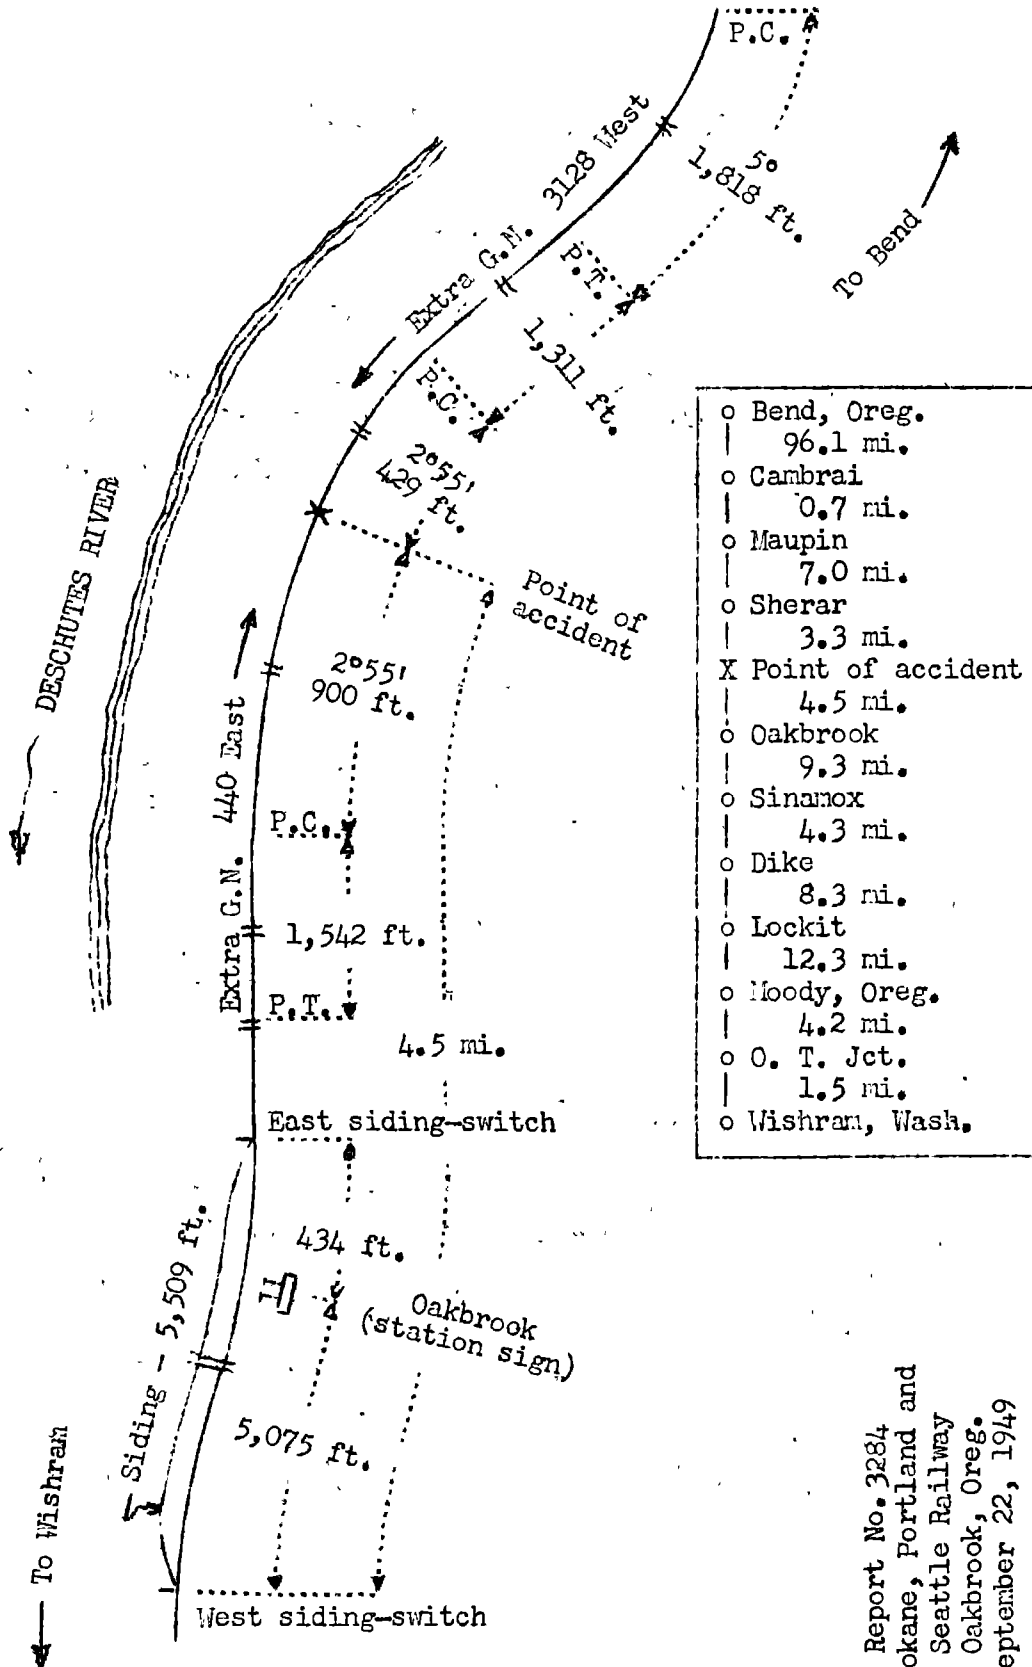 P.C.
5°
1,818 ft.
To Bend
Extra G.N. 3128 West
P.T.
1,311 ft.
P.C.
2°55'
429 ft.
DESCHUTES RIVER
Point of
accident
2°55'
900 ft.
Extra G.N. 440 East
P.C.
1,542 ft.
P.T.
4.5 mi.
East siding-switch
Siding - 5,509 ft.
434 ft.
Oakbrook
(station sign)
5,075 ft.
To Wishram
West siding-switch
Bend, Oreg.
96.1 mi.
Cambrai
0.7 mi.
Maupin
7.0 mi.
Sherar
3.3 mi.
X Point of accident
4.5 mi.
Oakbrook
9.3 mi.
Sinamox
4.3 mi.
Dike
8.3 mi.
Lockit
12.3 mi.
Moody, Oreg.
4.2 mi.
O. T. Jct.
1.5 mi.
Wishram, Wash.
Report No. 3284
okane, Portland and
Seattle Railway
Oakbrook, Oreg.
eptember 22, 1949